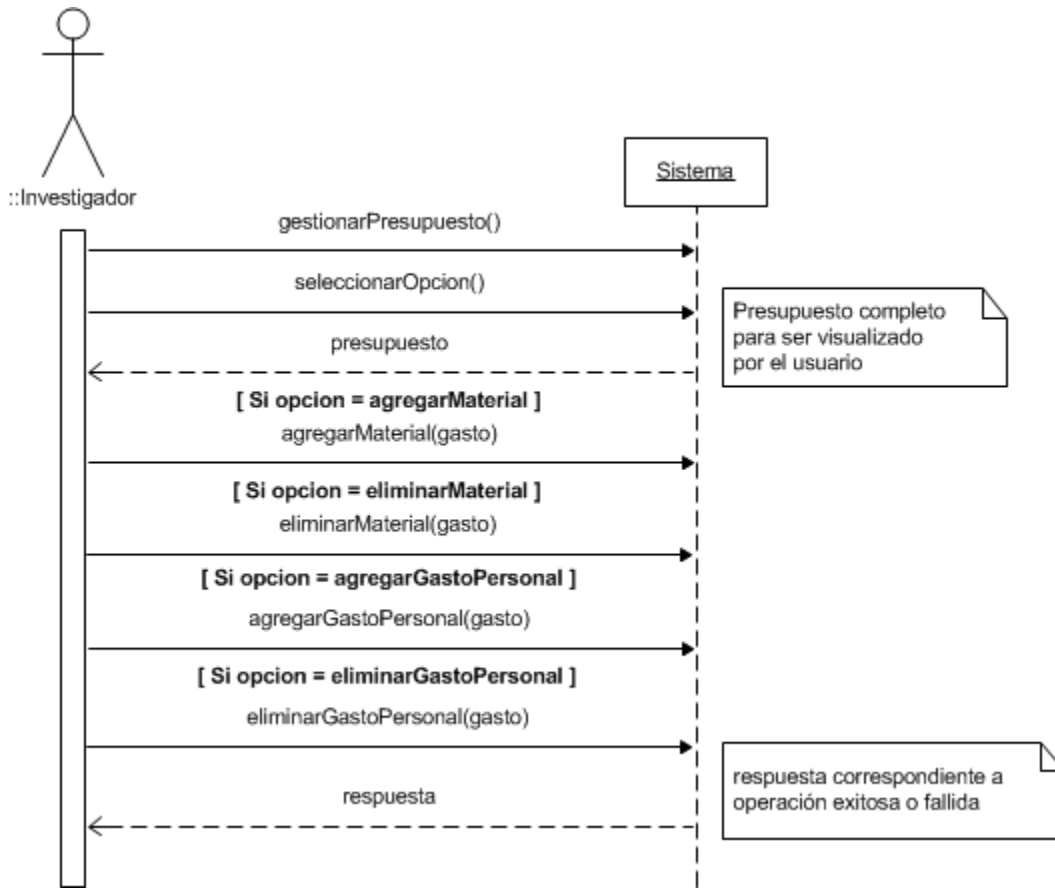 ::Investigador
Sistema
gestionarPresupuesto()
seleccionarOpcion()
Presupuesto completo
para ser visualizado
por el usuario
presupuesto
[ Si opcion = agregarMaterial ]
agregarMaterial(gasto)
[ Si opcion = eliminarMaterial ]
eliminarMaterial(gasto)
[ Si opcion = agregarGastoPersonal ]
agregarGastoPersonal(gasto)
[ Si opcion = eliminarGastoPersonal ]
eliminarGastoPersonal(gasto)
respuesta correspondiente a
operación exitosa o fallida
respuesta